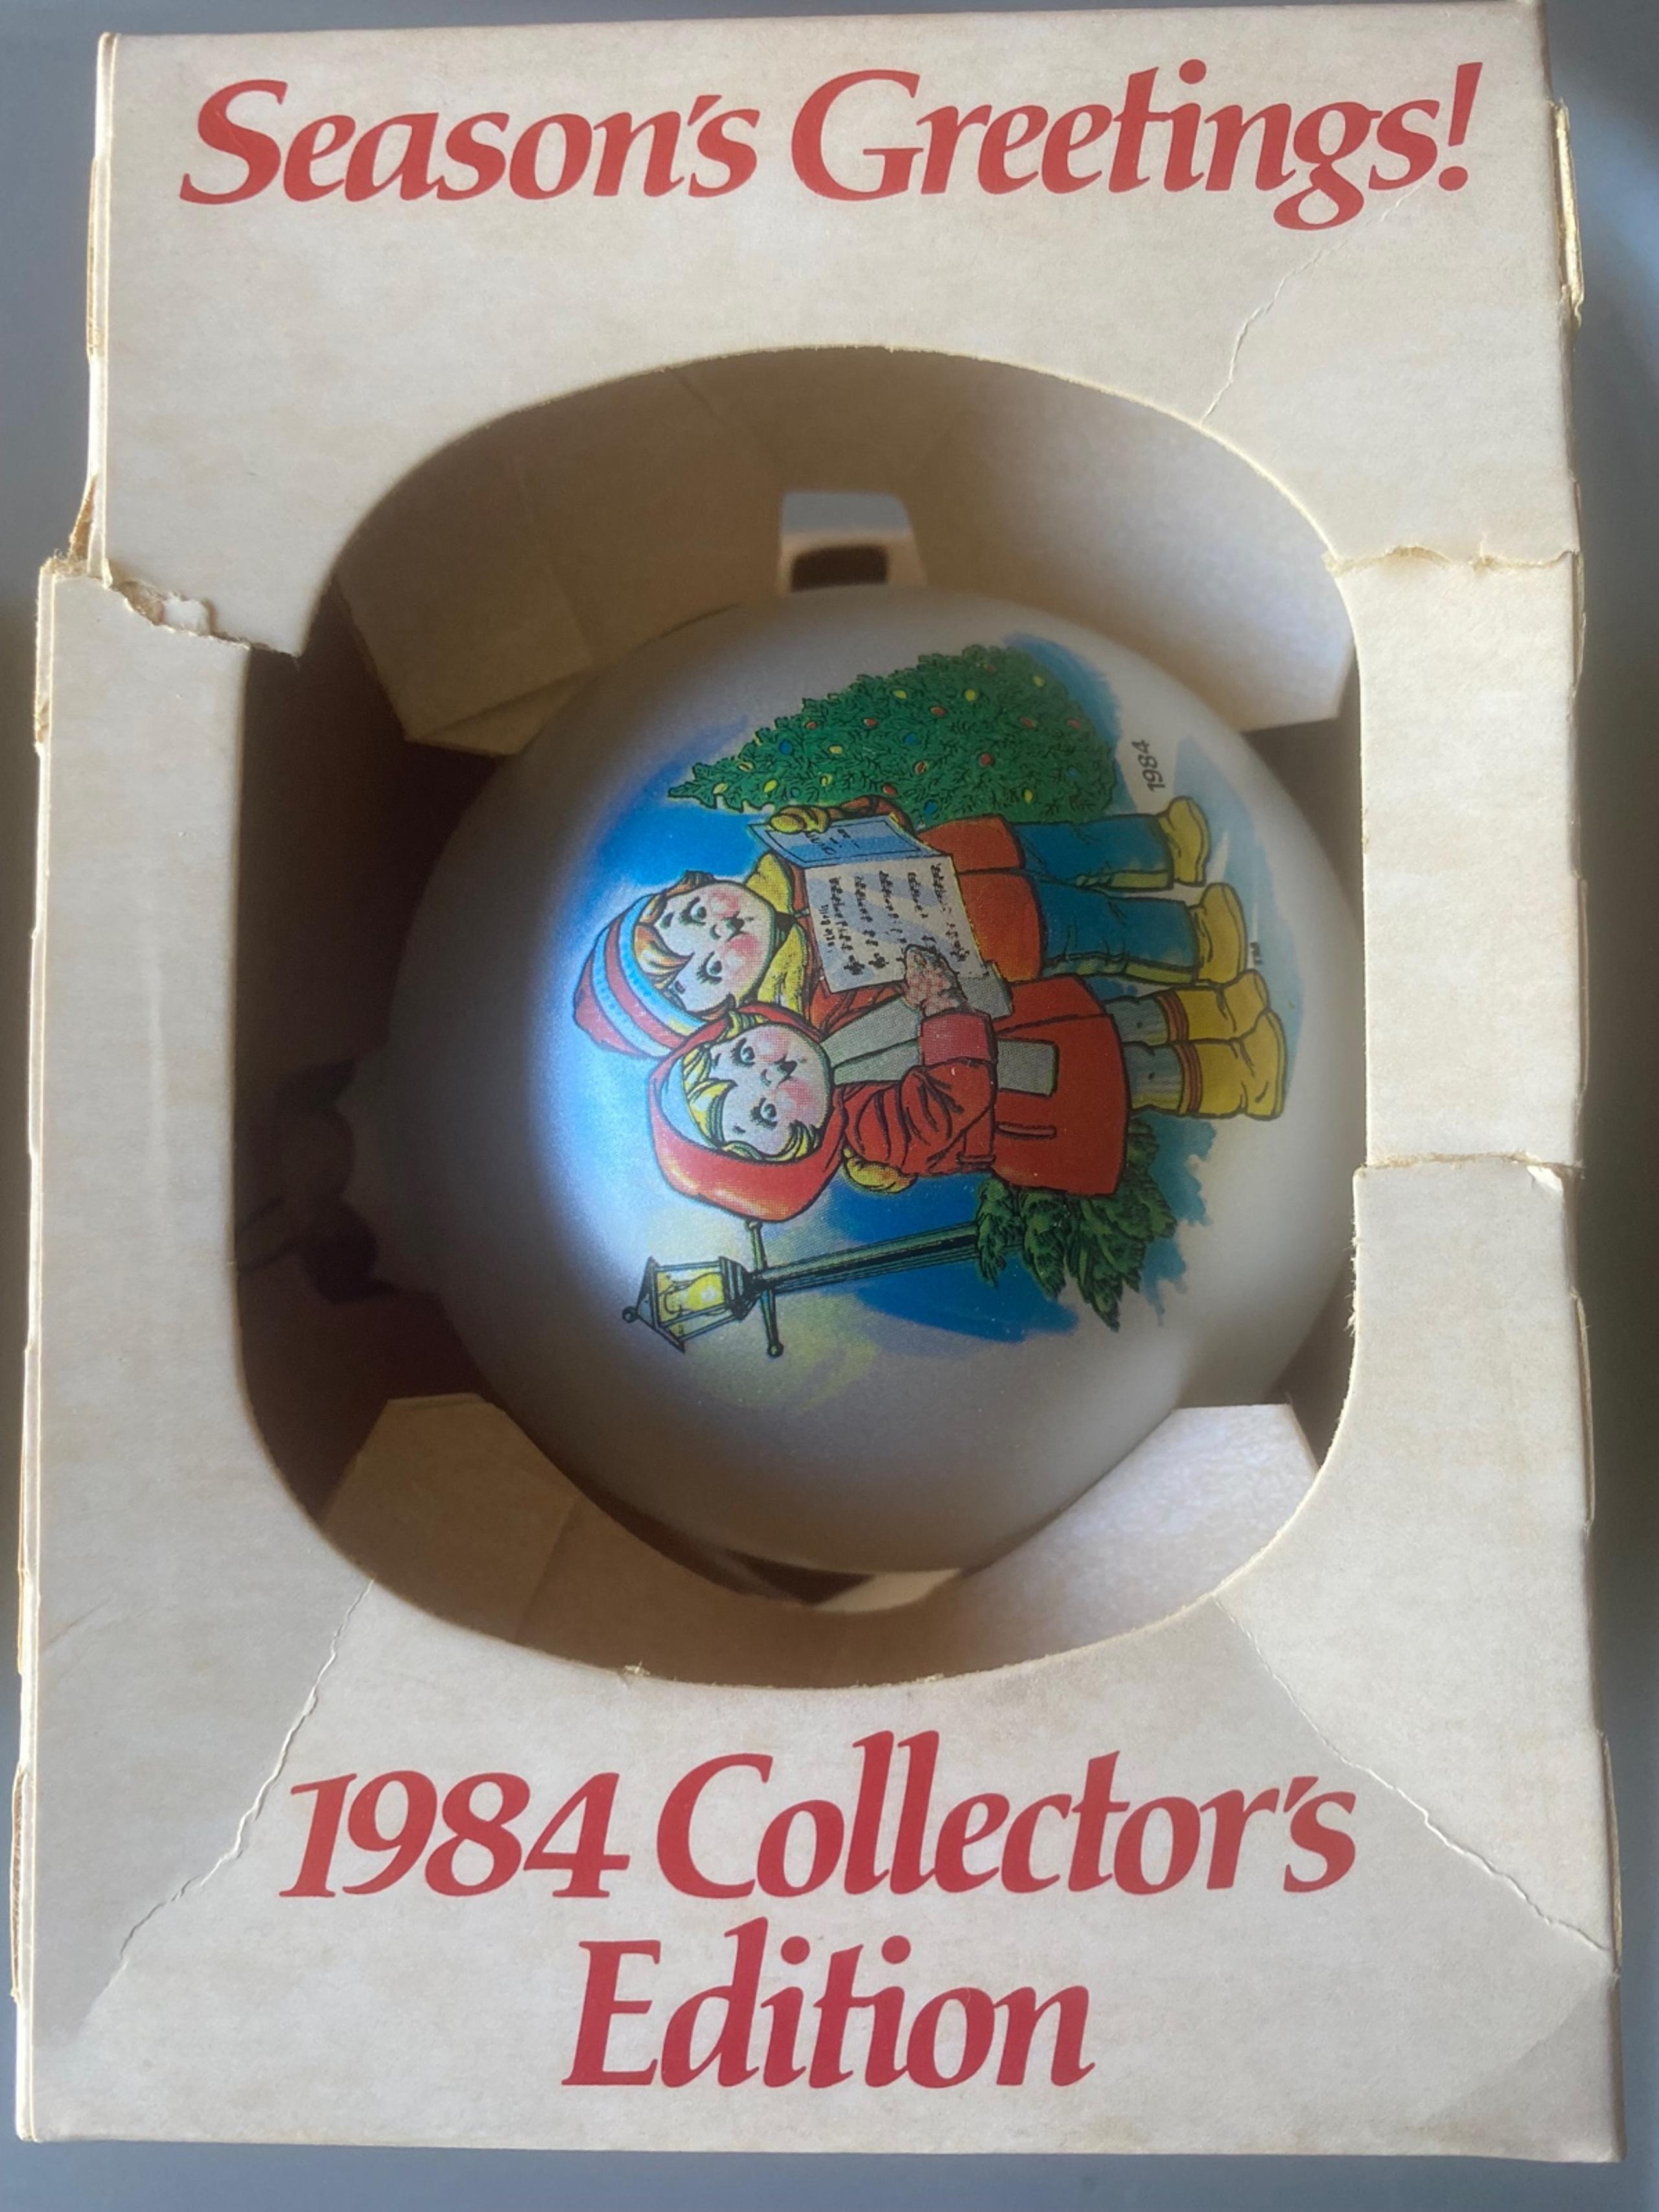 Season's Greetings!
1984
1984 Collector's
Edition